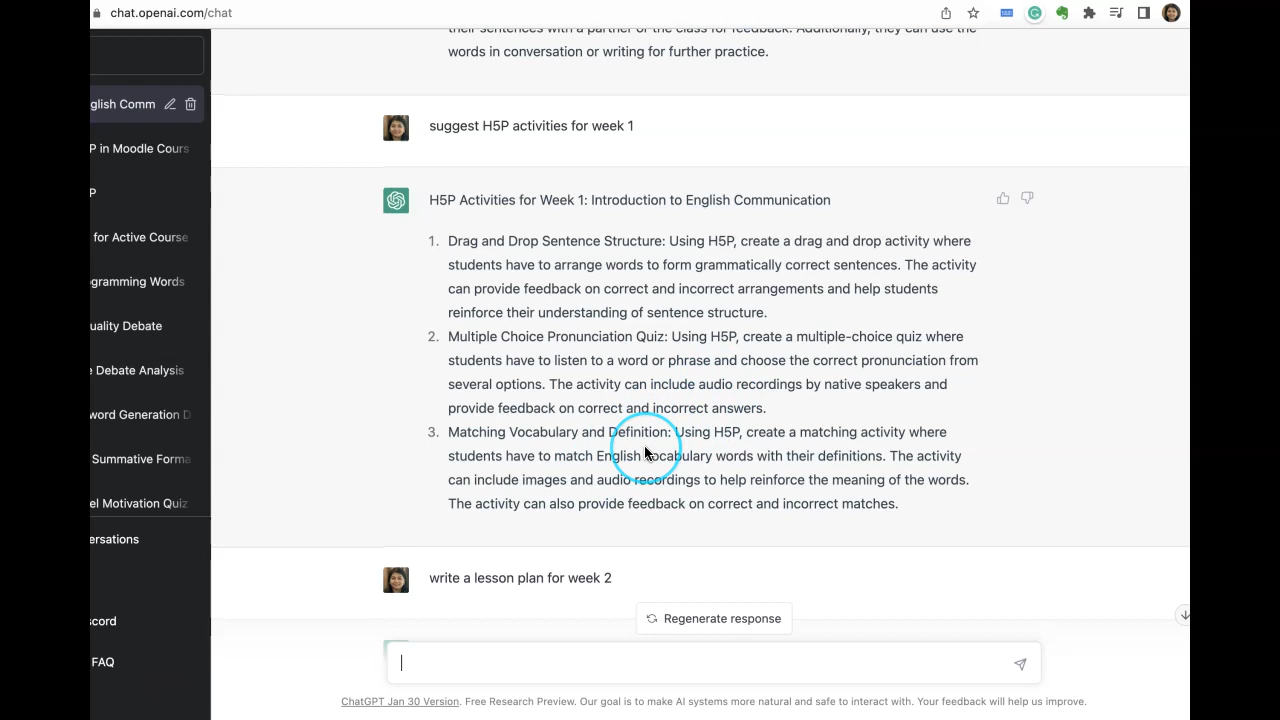 chat.openai.com/chat
their sentences with a partner or the class for feedback. Additionally, they can use the
words in conversation or writing for further practice.
glish Comm
suggest H5P activities for week 1
P in Moodle Cours
P
H5P Activities for Week 1: Introduction to English Communication
for Active Course
1. Drag and Drop Sentence Structure: Using H5P, create a drag and drop activity where
students have to arrange words to form grammatically correct sentences. The activity
can provide feedback on correct and incorrect arrangements and help students
reinforce their understanding of sentence structure.
gramming Words
uality Debate
2. Multiple Choice Pronunciation Quiz: Using H5P, create a multiple-choice quiz where
students have to listen to a word or phrase and choose the correct pronunciation from
several options. The activity can include audio recordings by native speakers and
provide feedback on correct and incorrect answers.
e Debate Analysis
word Generation D
3. Matching Vocabulary and Definition: Using H5P, create a matching activity where
students have to match English vocabulary words with their definitions. The activity
can include images and audio recordings to help reinforce the meaning of the words.
The activity can also provide feedback on correct and incorrect matches.
Summative Forma
el Motivation Quiz
ersations
write a lesson plan for week 2
scord
Regenerate response
FAQ
ChatGPT Jan 30 Version. Free Research Preview. Our goal is to make AI systems more natural and safe to interact with. Your feedback will help us improve.